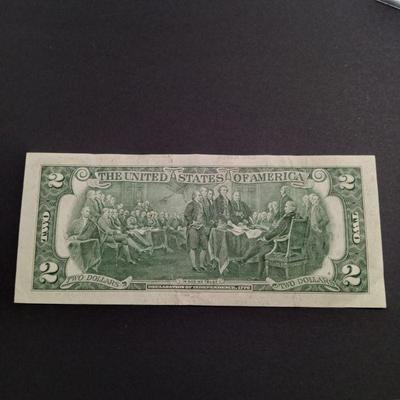 THE UNITED STATES OF AMERICA
2 2
TWO TWO
2 2
TWO DOLLARS TWO DOLLARS
DECLARATION OF INDEPENDENCE, 1776